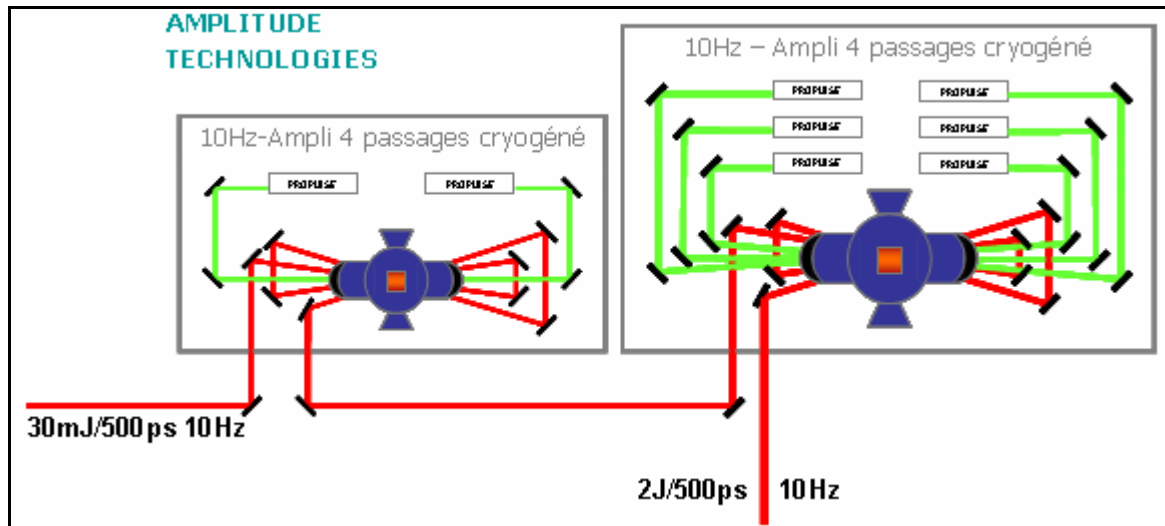 AMPLITUDE
TECHNOLOGIES
10Hz-Ampli 4 passages cryogéné
PROPULSE PROPULSE
10Hz – Ampli 4 passages cryogéné
PROPULSE PROPULSE
PROPULSE PROPULSE
PROPULSE PROPULSE
30mJ/500ps 10Hz
2J/500ps 10Hz